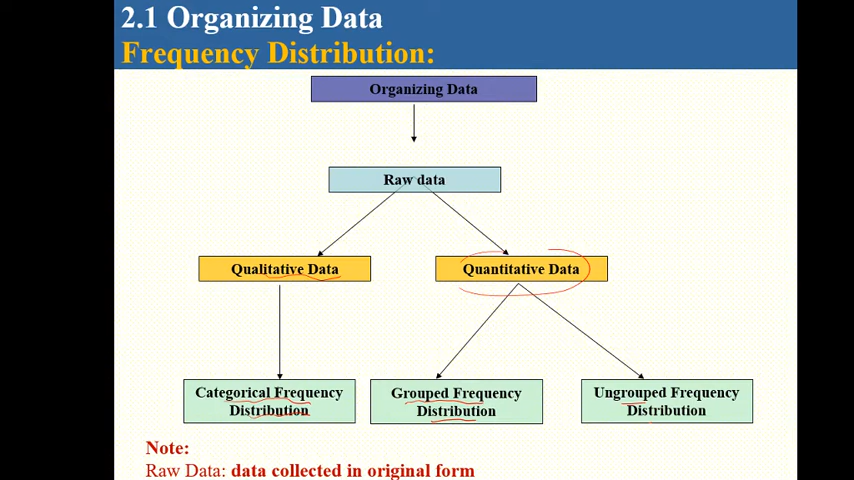 2.1 Organizing Data
Frequency Distribution:
Organizing Data
Raw data
Qualitative Data
Quantitative Data
Categorical Frequency
Distribution
Grouped Frequency
Distribution
Ungrouped Frequency
Distribution
Note:
Raw Data: data collected in original form